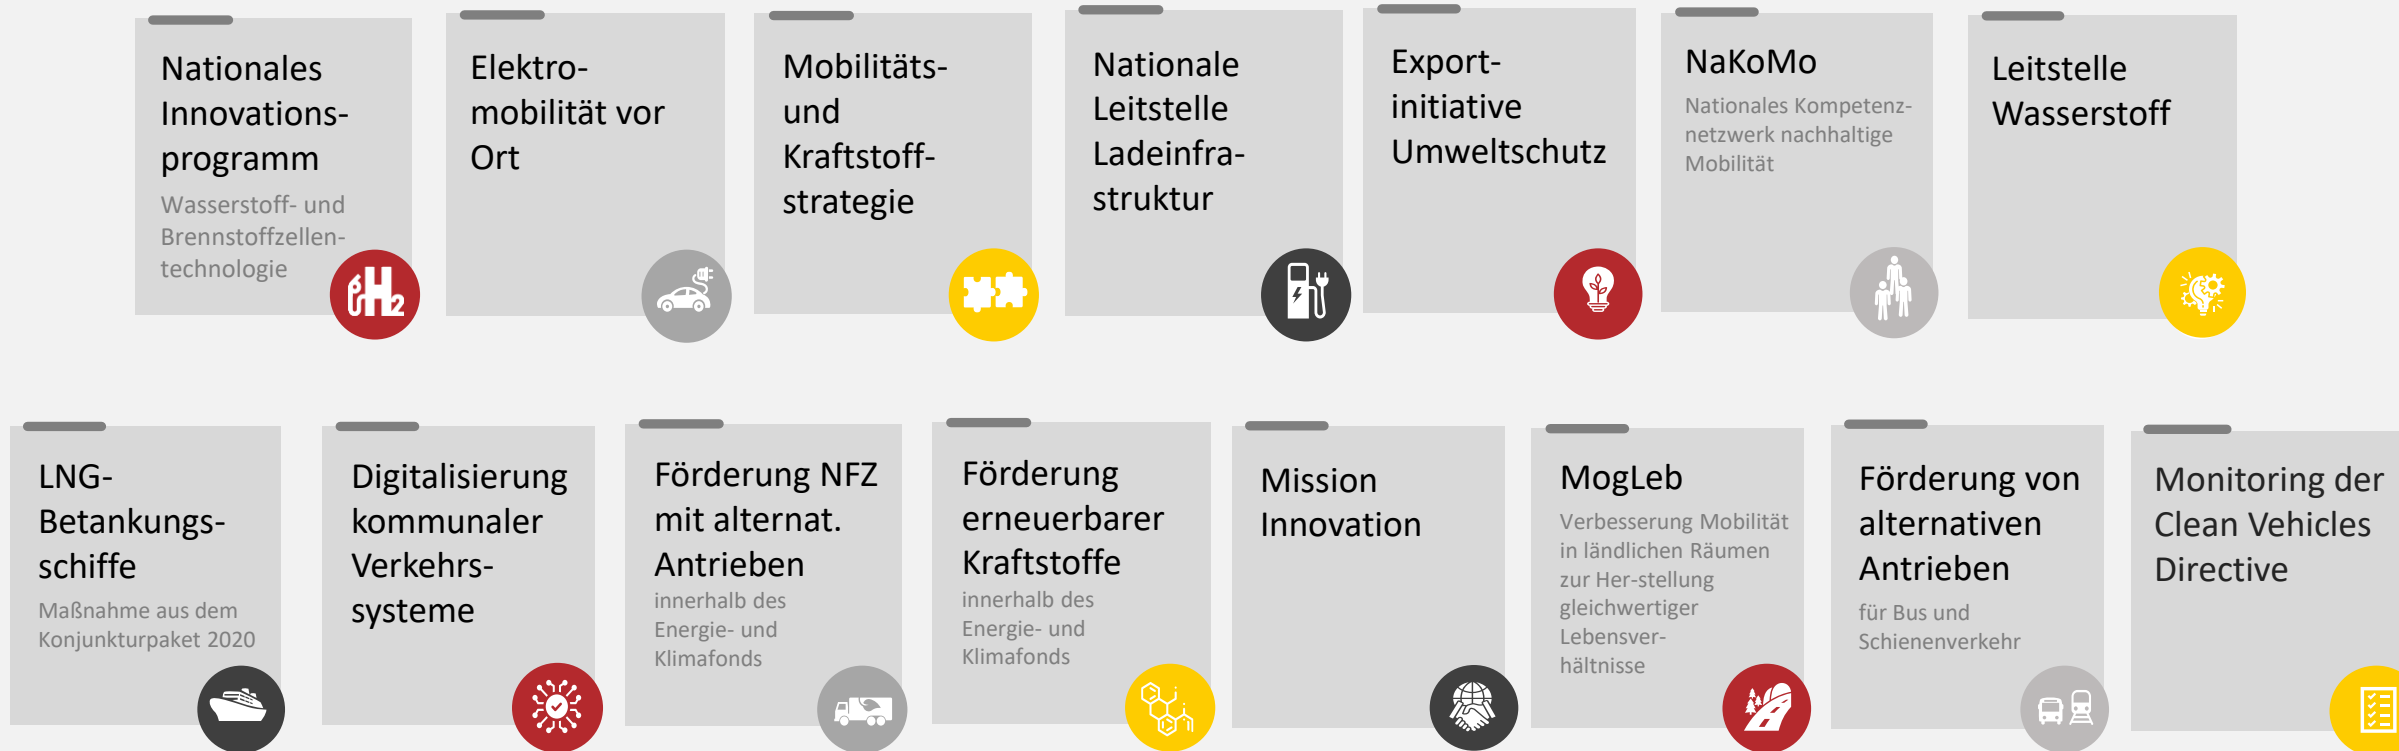 Nationales
Innovations-
programm
Wasserstoff- und
Brennstoffzellen-
technologie
H2
Elektro-
mobilität vor
Ort
Mobilitäts-
und
Kraftstoff-
strategie
Nationale
Leitstelle
Ladeinfra-
struktur
Export-
initiative
Umweltschutz
NaKoMo
Nationales Kompetenz-
netzwerk nachhaltige
Mobilität
Leitstelle
Wasserstoff
LNG-
Betankungs-
schiffe
Maßnahme aus dem
Konjunkturpaket 2020
Digitalisierung
kommunaler
Verkehrs-
systeme
Förderung NFZ
mit alternat.
Antrieben
innerhalb des
Energie- und
Klimafonds
Förderung
erneuerbarer
Kraftstoffe
innerhalb des
Energie- und
Klimafonds
Mission
Innovation
MogLeb
Verbesserung Mobilität
in ländlichen Räumen
zur Her-stellung
gleichwertiger
Lebensver-
hältnisse
Förderung von
alternativen
Antrieben
für Bus und
Schienenverkehr
Monitoring der
Clean Vehicles
Directive